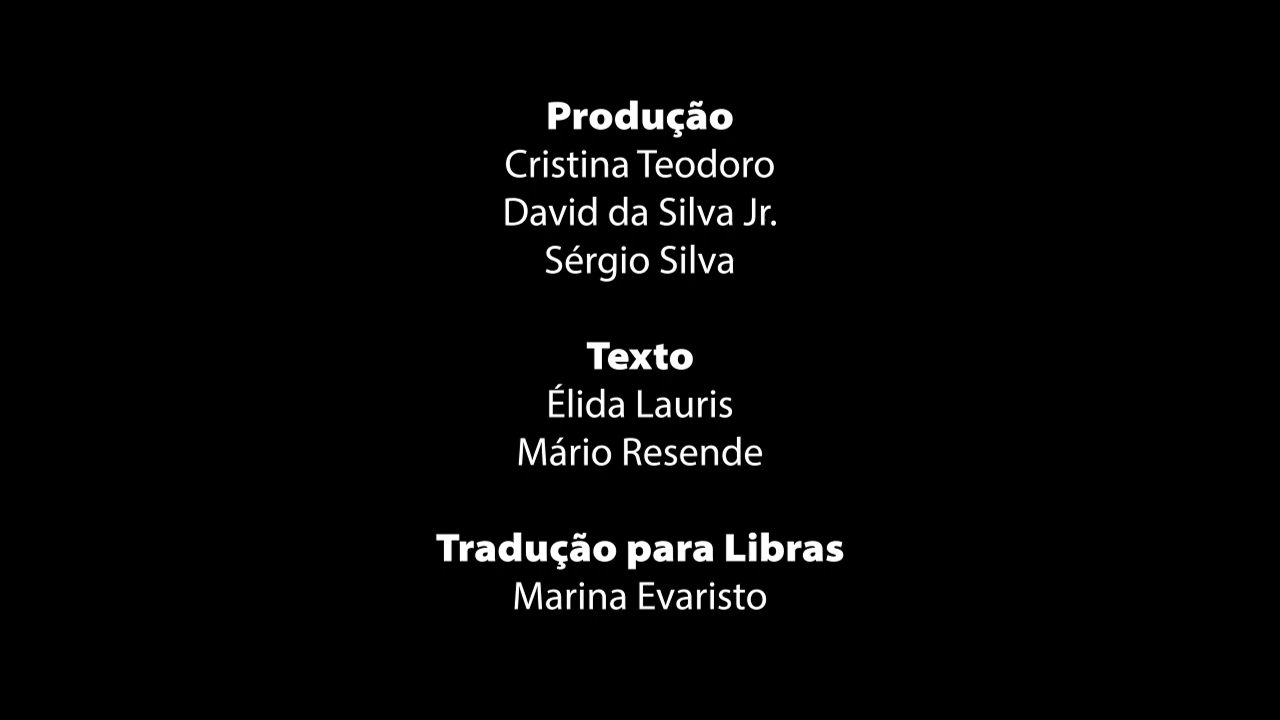 Produção
Cristina Teodoro
David da Silva Jr.
Sérgio Silva
Texto
Élida Lauris
Mário Resende
Tradução para Libras
Marina Evaristo